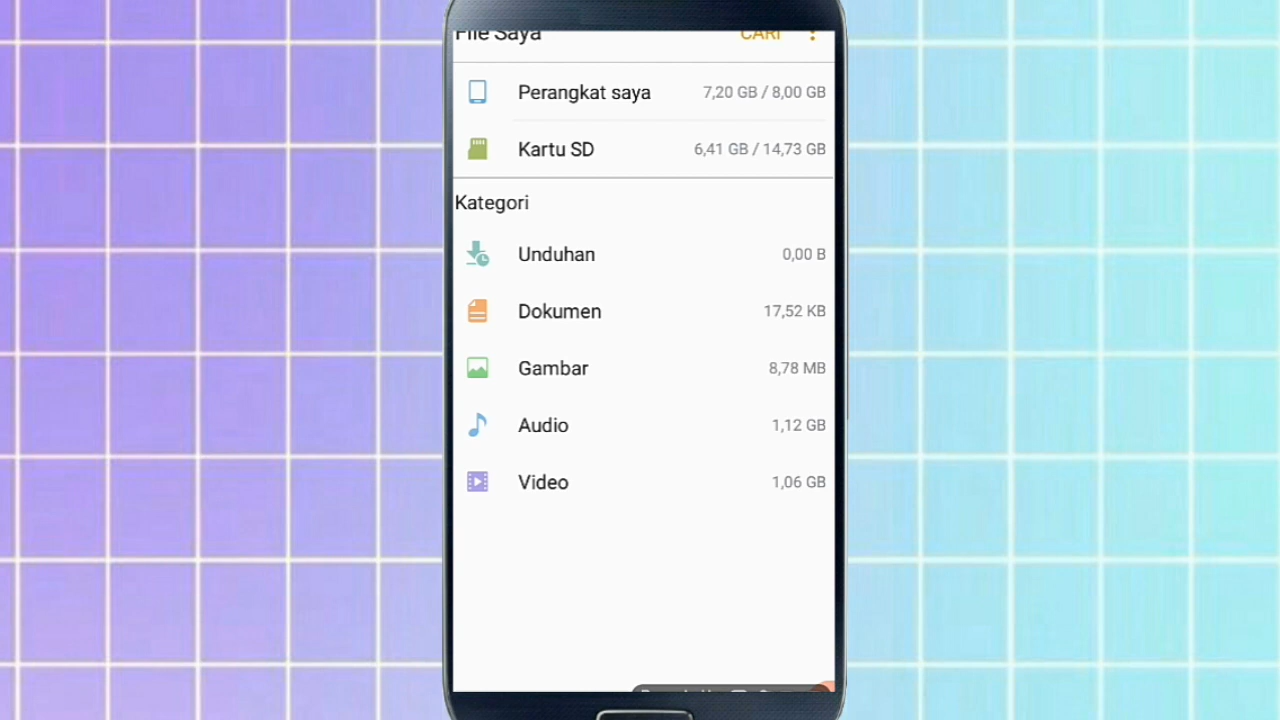 File Saya CARI
Perangkat saya 7,20 GB / 8,00 GB
Kartu SD 6,41 GB / 14,73 GB
Kategori
Unduhan 0,00 B
Dokumen 17,52 KB
Gambar 8,78 MB
Audio 1,12 GB
Video 1,06 GB